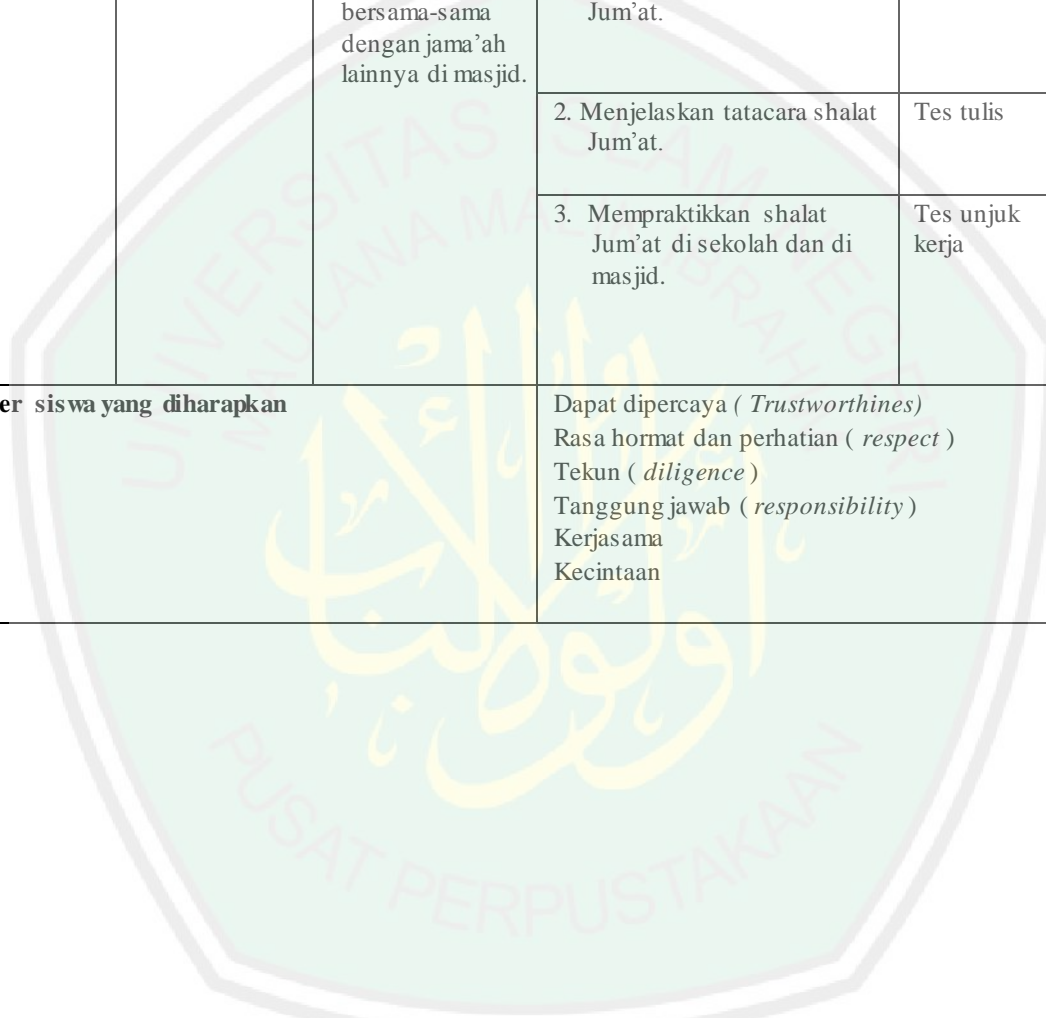 bersama-sama
dengan jama’ah
lainnya di masjid.
Jum’at.
2. Menjelaskan tatacara shalat
Jum’at.
Tes tulis
3. Mempraktikkan shalat
Jum’at di sekolah dan di
masjid.
Tes unjuk
kerja
er siswa yang diharapkan
Dapat dipercaya ( Trustworthines)
Rasa hormat dan perhatian ( respect )
Tekun ( diligence )
Tanggung jawab ( responsibility )
Kerjasama
Kecintaan
UNIVERSITAS ISLAM NEGERI
MAULANA MALIK IBRAHIM
PUSAT PERPUSTAKAAN